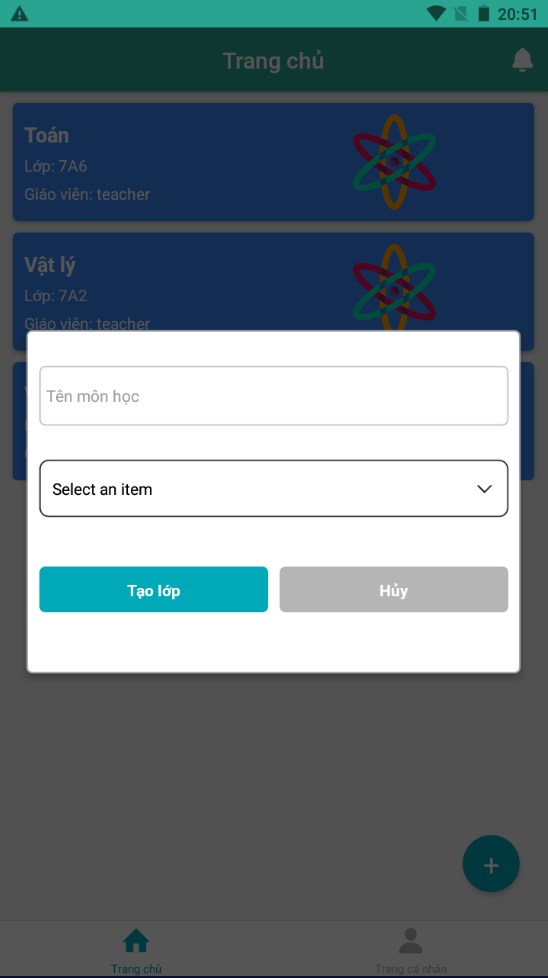 20:51
Trang chủ
Toán
Lớp: 7A6
Giáo viên: teacher
Vật lý
Lớp: 7A2
Giáo viên: teacher
Tên môn học
Select an item
Tạo lớp
Hủy
+
Trang chủ
Trang cá nhân